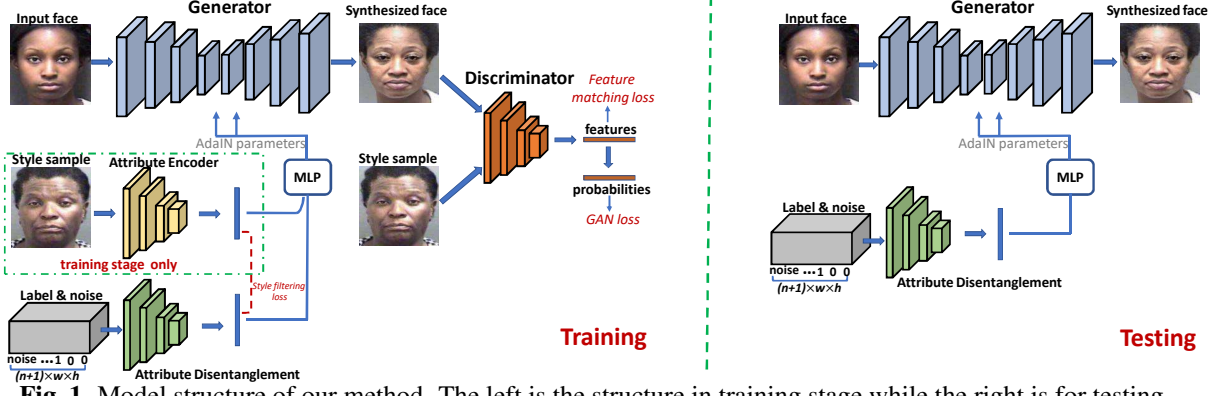 Generator
Input face
Synthesized face
Discriminator
Feature
matching loss
features
AdaIN parameters
Style sample
Attribute Encoder
MLP
Style sample
probabilities
GAN loss
training stage only
Style filtering
loss
Label & noise
noise ...1 0 0
(n+1)×w×h
Attribute Disentanglement
Training
Generator
Input face
Synthesized face
AdaIN parameters
MLP
Label & noise
noise ...1 0 0
(n+1)×w×h
Attribute Disentanglement
Testing
Fig. 1. Model structure of our method. The left is the structure in training stage while the right is for testing.